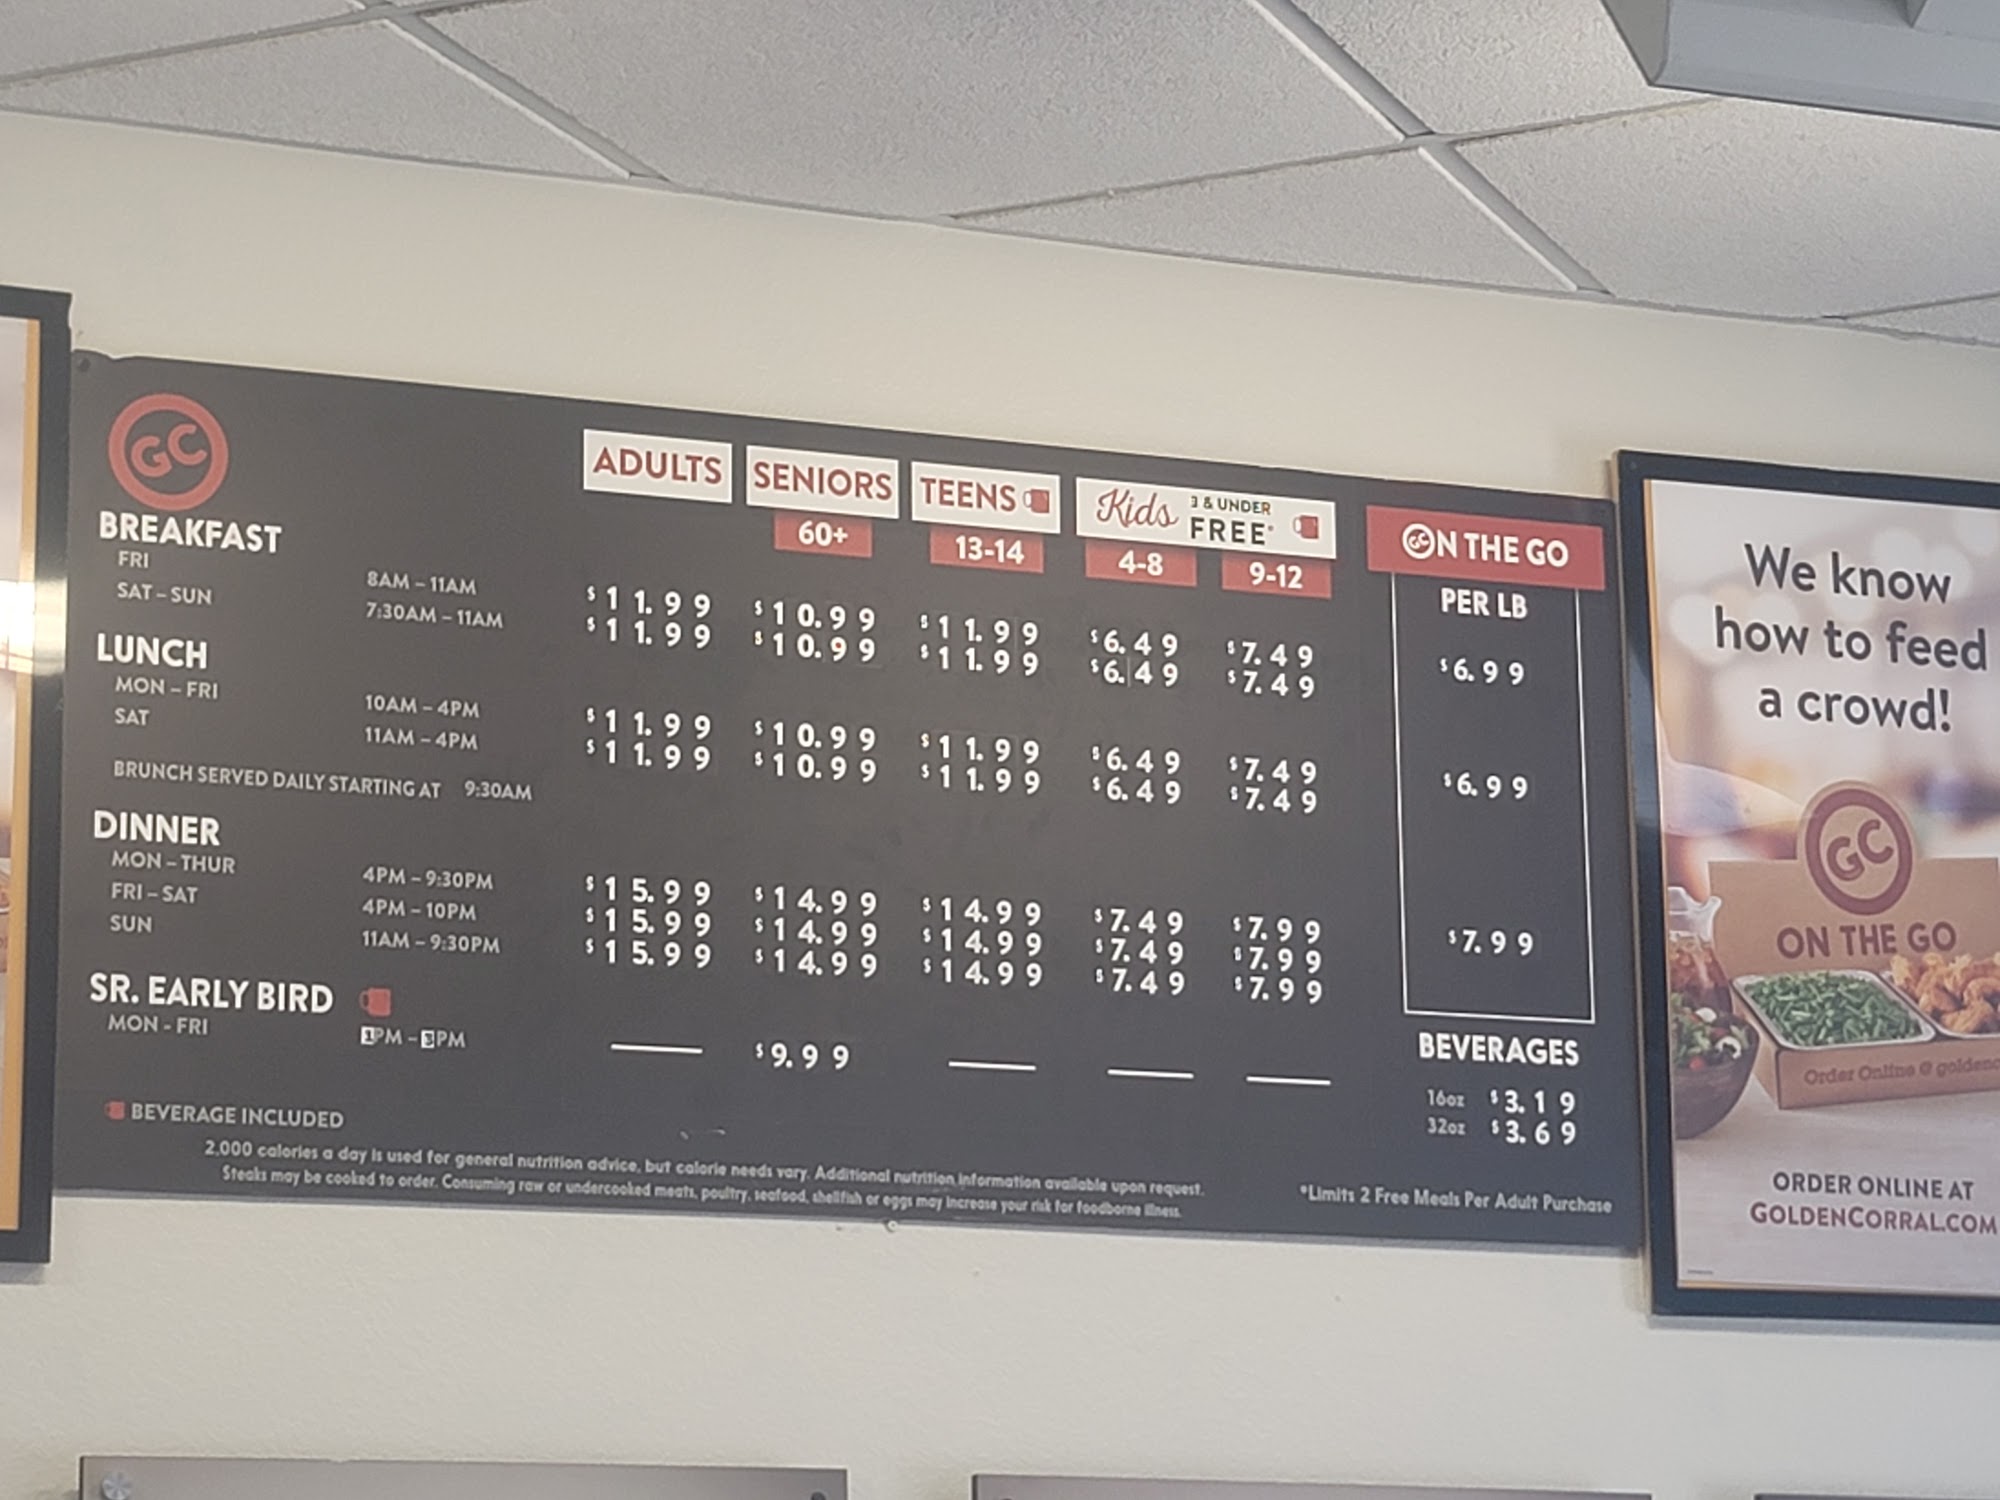 GC
ADULTS SENIORS TEENS Kids 3 & UNDER FREE* GC ON THE GO
60+ 13-14 4-8 9-12
PER LB
BREAKFAST
FRI 8AM – 11AM $11.99 $10.99 $11.99 $6.49 $7.49
SAT – SUN 7:30AM – 11AM $11.99 $10.99 $11.99 $6.49 $7.49
$6.99
LUNCH
MON – FRI 10AM – 4PM $11.99 $10.99 $11.99 $6.49 $7.49
SAT 11AM – 4PM $11.99 $10.99 $11.99 $6.49 $7.49
$6.99
BRUNCH SERVED DAILY STARTING AT 9:30AM
DINNER
MON – THUR 4PM – 9:30PM $15.99 $14.99 $14.99 $7.49 $7.99
FRI – SAT 4PM – 10PM $15.99 $14.99 $14.99 $7.49 $7.99
SUN 11AM – 9:30PM $15.99 $14.99 $14.99 $7.49 $7.99
$7.99
SR. EARLY BIRD
MON - FRI 1PM – 3PM $9.99
BEVERAGES
16oz $3.19
32oz $3.69
BEVERAGE INCLUDED
2,000 calories a day is used for general nutrition advice, but calorie needs vary. Additional nutrition information available upon request.
Steaks may be cooked to order. Consuming raw or undercooked meats, poultry, seafood, shellfish or eggs may increase your risk for foodborne illness.
*Limits 2 Free Meals Per Adult Purchase
We know
how to feed
a crowd!
GC
ON THE GO
Order Online @ goldenc
ORDER ONLINE AT
GOLDENCORRAL.COM